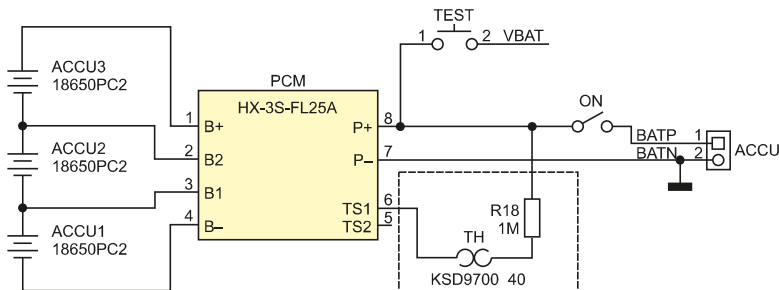 TEST
1 2 VBAT
ACCU3
18650PC2
PCM
HX-3S-FL25A
ON
1 B+ P+ 8
BATP 1
ACCU2
18650PC2
2 B2 P– 7
BATN 2
ACCU
3 B1
TS1 6
R18
1M
4 B–
TS2 5
ACCU1
18650PC2
TH
KSD9700 40